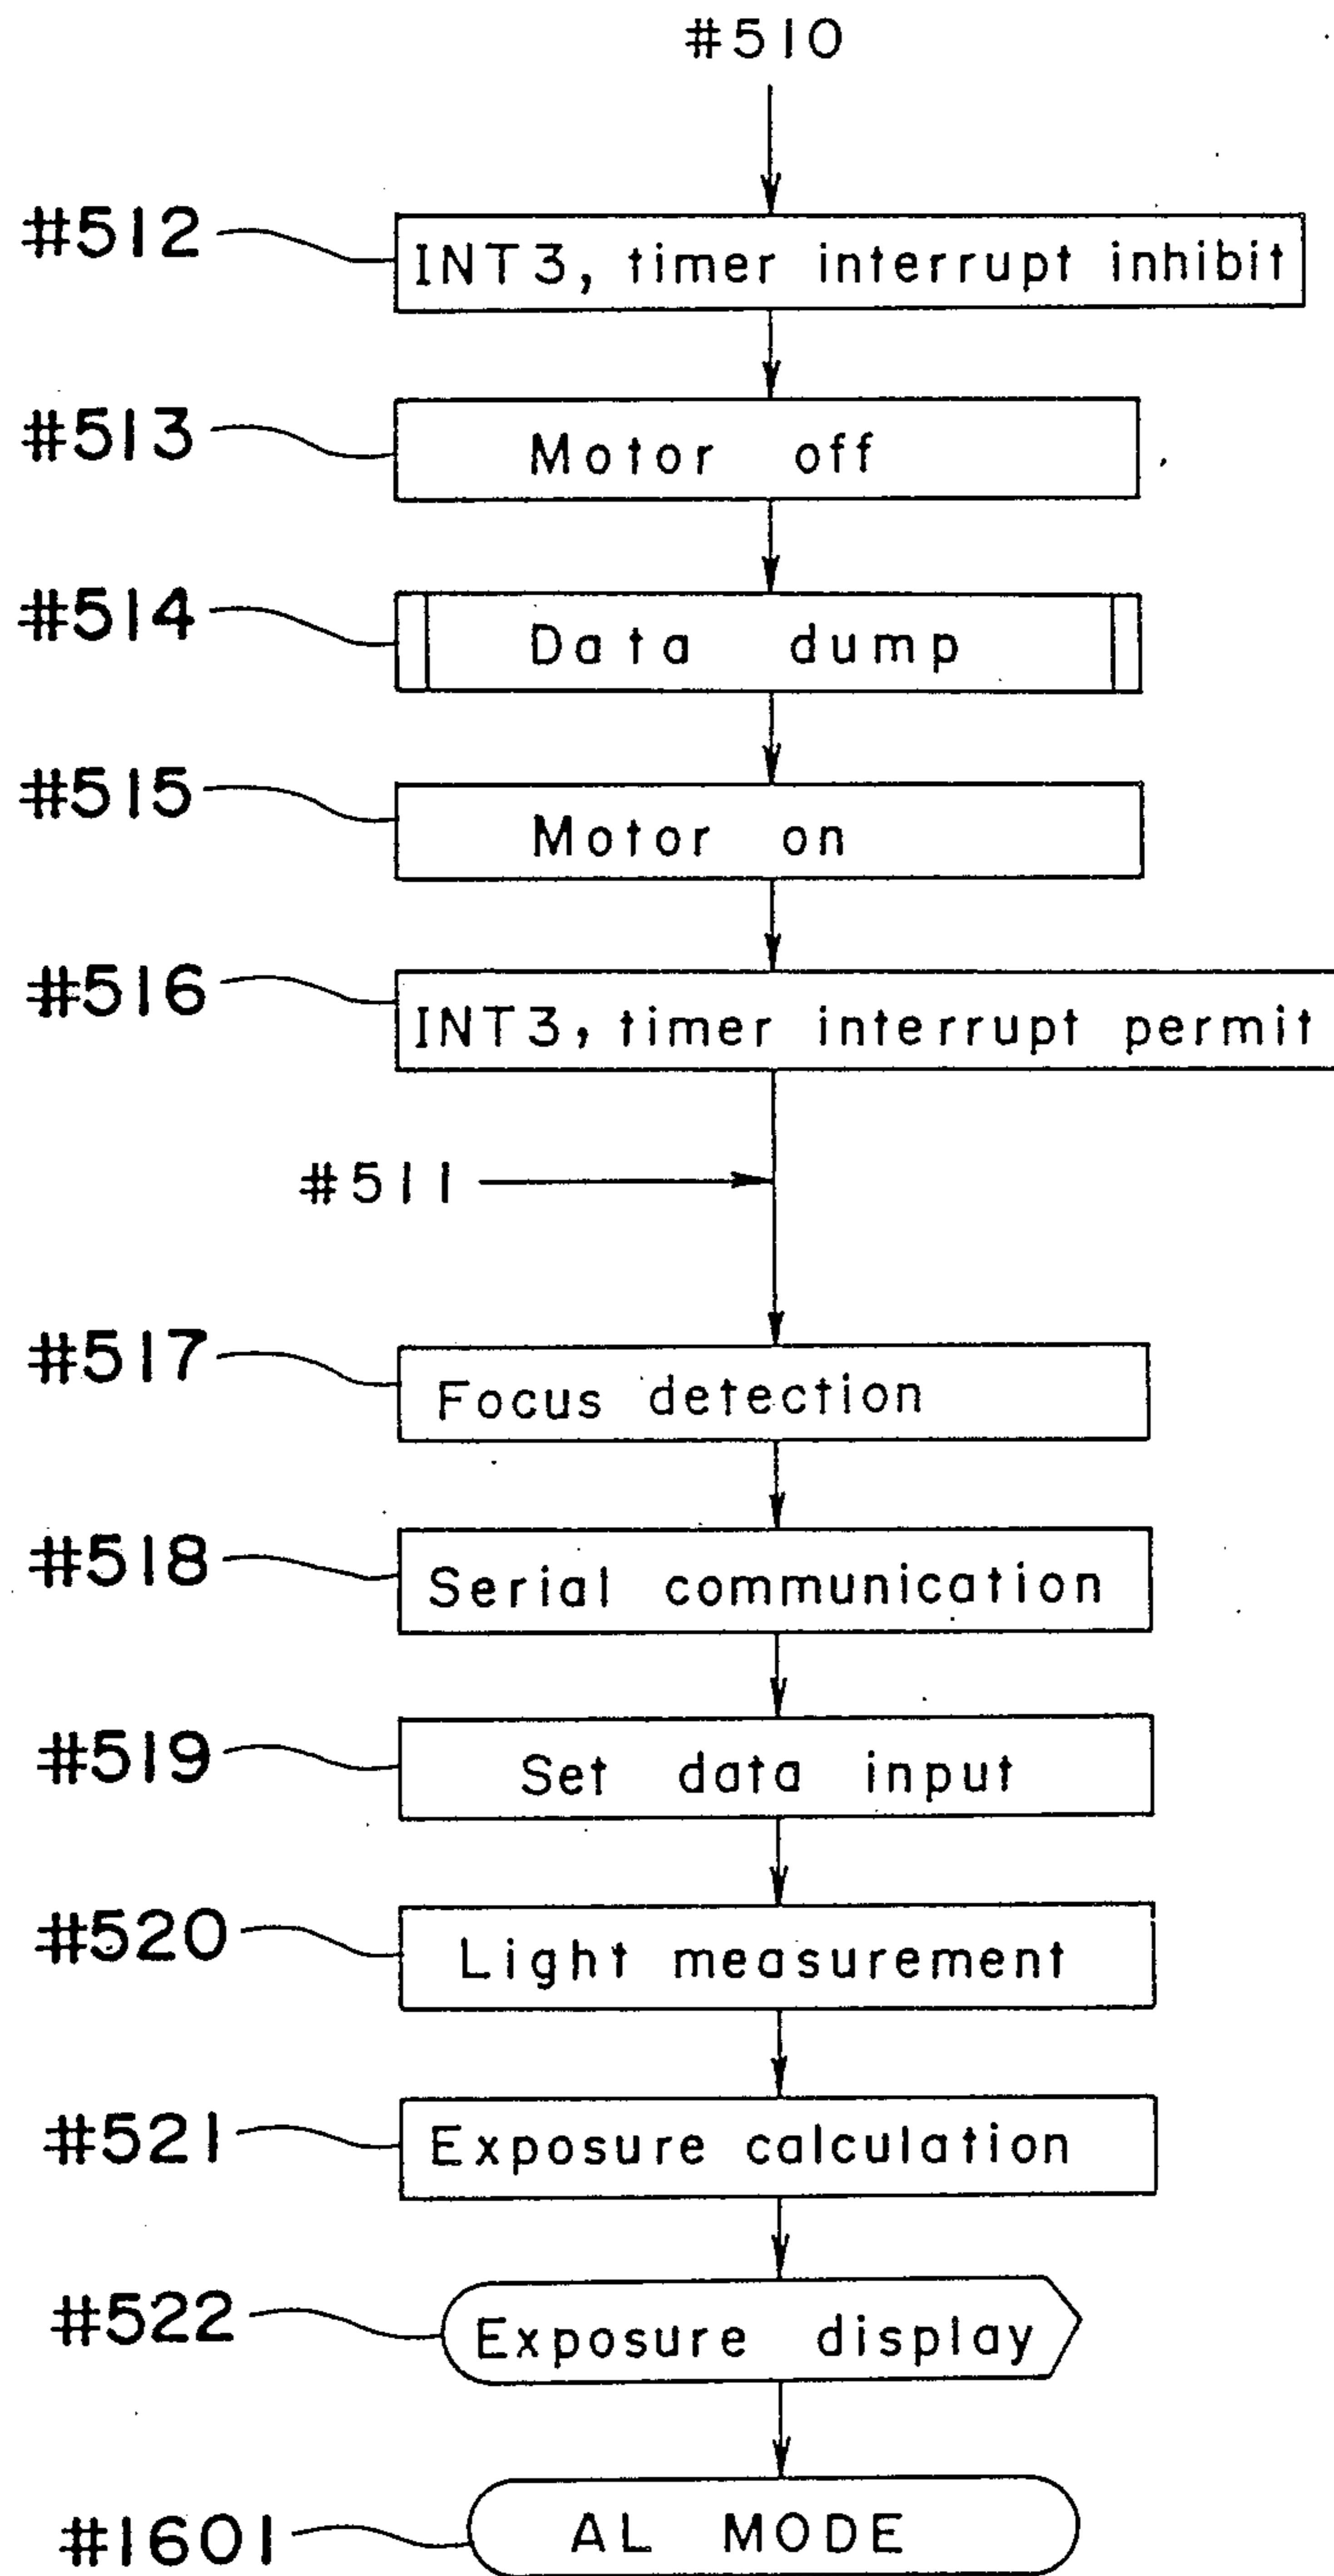 #510
#512 INT3, timer interrupt inhibit
#513 Motor off
#514 Data dump
#515 Motor on
#516 INT3, timer interrupt permit
#511
#517 Focus detection
#518 Serial communication
#519 Set data input
#520 Light measurement
#521 Exposure calculation
#522 Exposure display
#1601 AL MODE